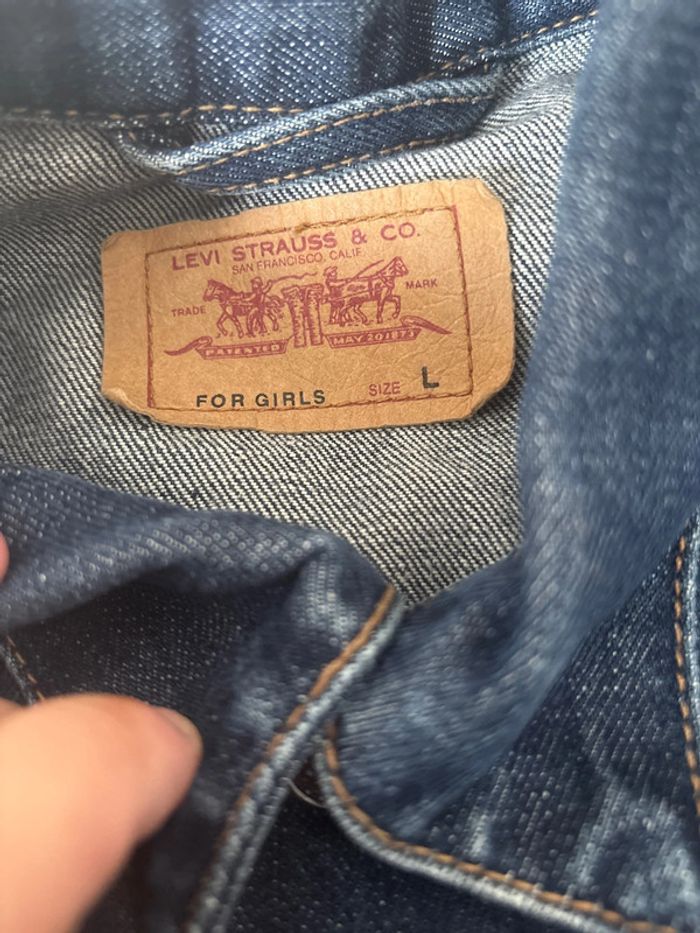 LEVI STRAUSS & CO.
SAN FRANCISCO, CALIF.
TRADE MARK
PATENTED MAY 20 1873
FOR GIRLS SIZE L